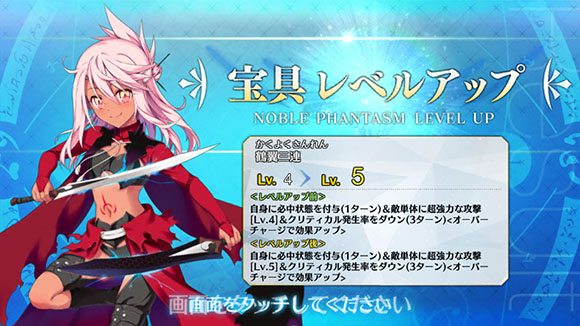 宝具 レベルアップ
NOBLE PHANTASM LEVEL UP
かくよくさんれん
鶴翼三連
Lv. 4 Lv. 5
<レベルアップ前>
自身に必中状態を付与(1ターン)&敵単体に超強力な攻撃
[Lv.4]&クリティカル発生率をダウン(3ターン)<オーバー
チャージで効果アップ>
<レベルアップ後>
自身に必中状態を付与(1ターン)&敵単体に超強力な攻撃
[Lv.5]&クリティカル発生率をダウン(3ターン)<オーバー
チャージで効果アップ>
画面をタッチしてください